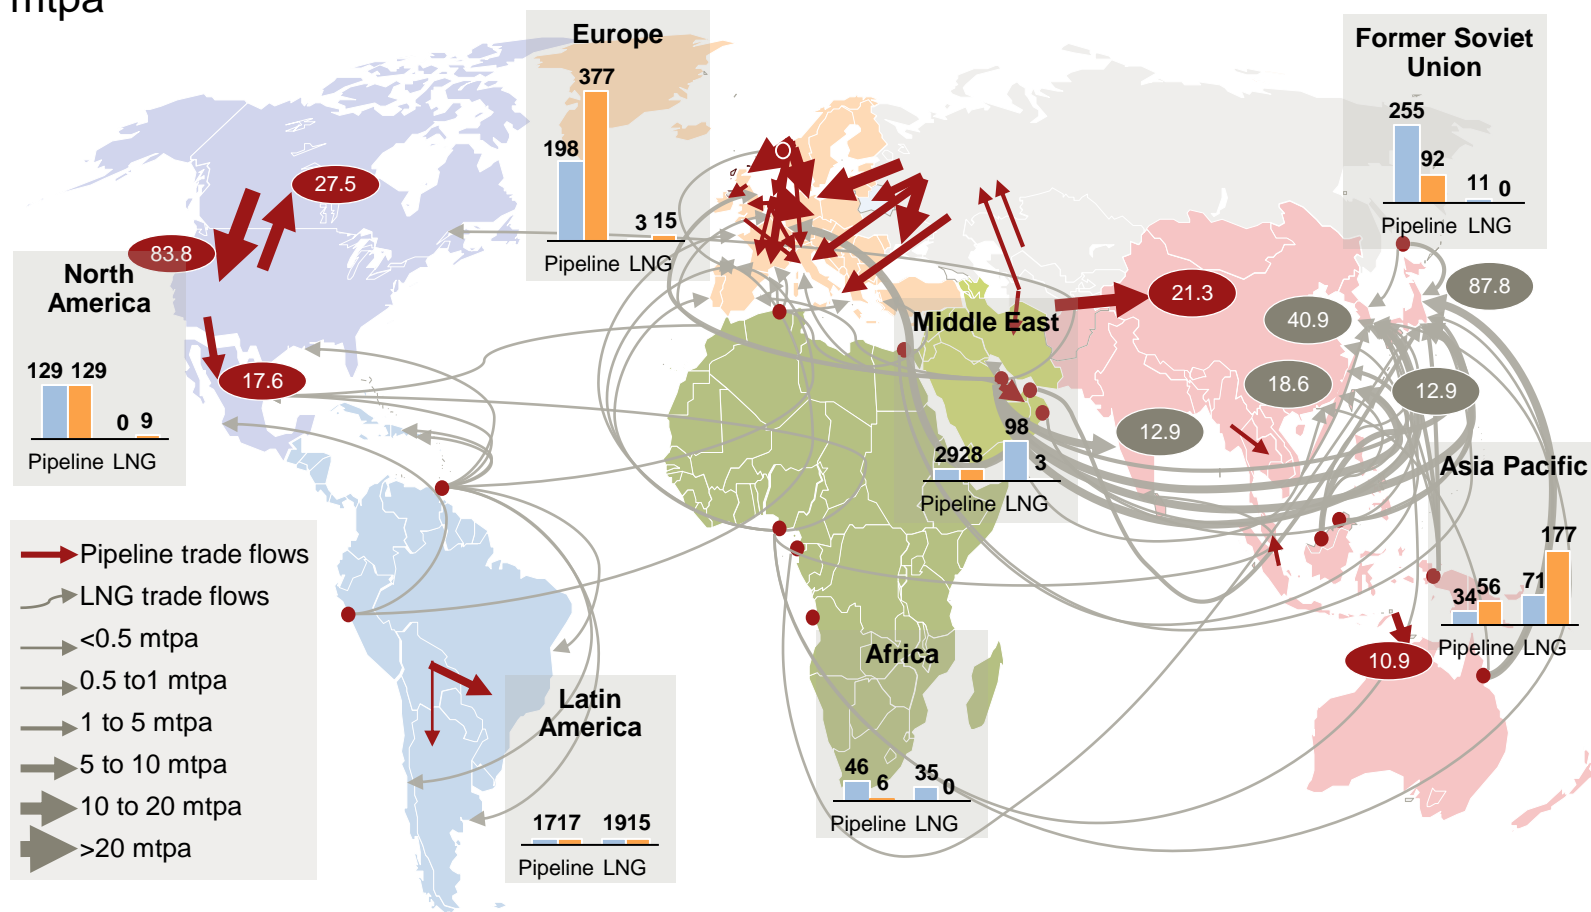 mtpa
Europe
377
198
3 15
Pipeline LNG
Former Soviet
Union
255
92
11 0
Pipeline LNG
27.5
83.8
North
America
129 129
0 9
Pipeline LNG
17.6
Middle East
98
2928
3
Pipeline LNG
21.3
87.8
40.9
18.6
12.9
12.9
Asia Pacific
177
71
3456
Pipeline LNG
10.9
Pipeline trade flows
LNG trade flows
<0.5 mtpa
0.5 to1 mtpa
1 to 5 mtpa
5 to 10 mtpa
10 to 20 mtpa
>20 mtpa
Latin
America
1717 1915
Pipeline LNG
Africa
46
6
35
0
Pipeline LNG